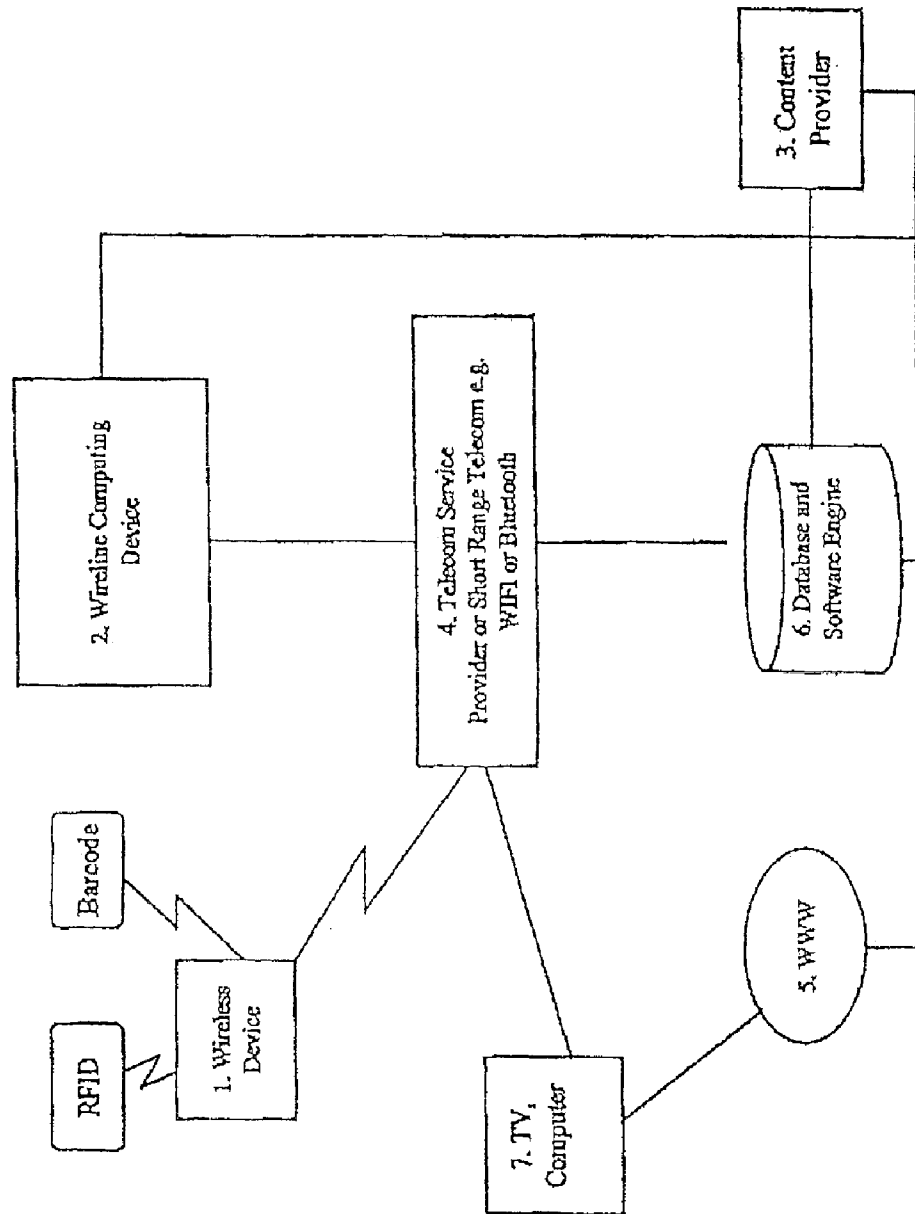 RFID
Barcode
1. Wireless
Device
2. Wireline Computing
Device
4. Telecom Service
Provider or Short Range Telecom e.g.
WIFI or Bluetooth
7. TV,
Computer
5. WWW
6. Database and
Software Engine
3. Content
Provider